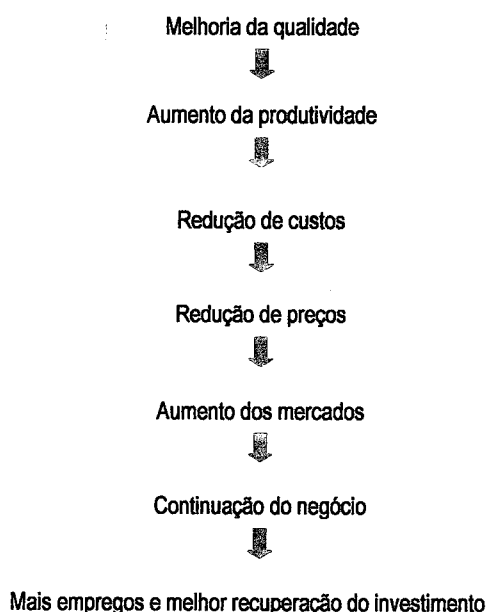 Melhoria da qualidade
Aumento da produtividade
Redução de custos
Redução de preços
Aumento dos mercados
Continuação do negócio
Mais empregos e melhor recuperação do investimento